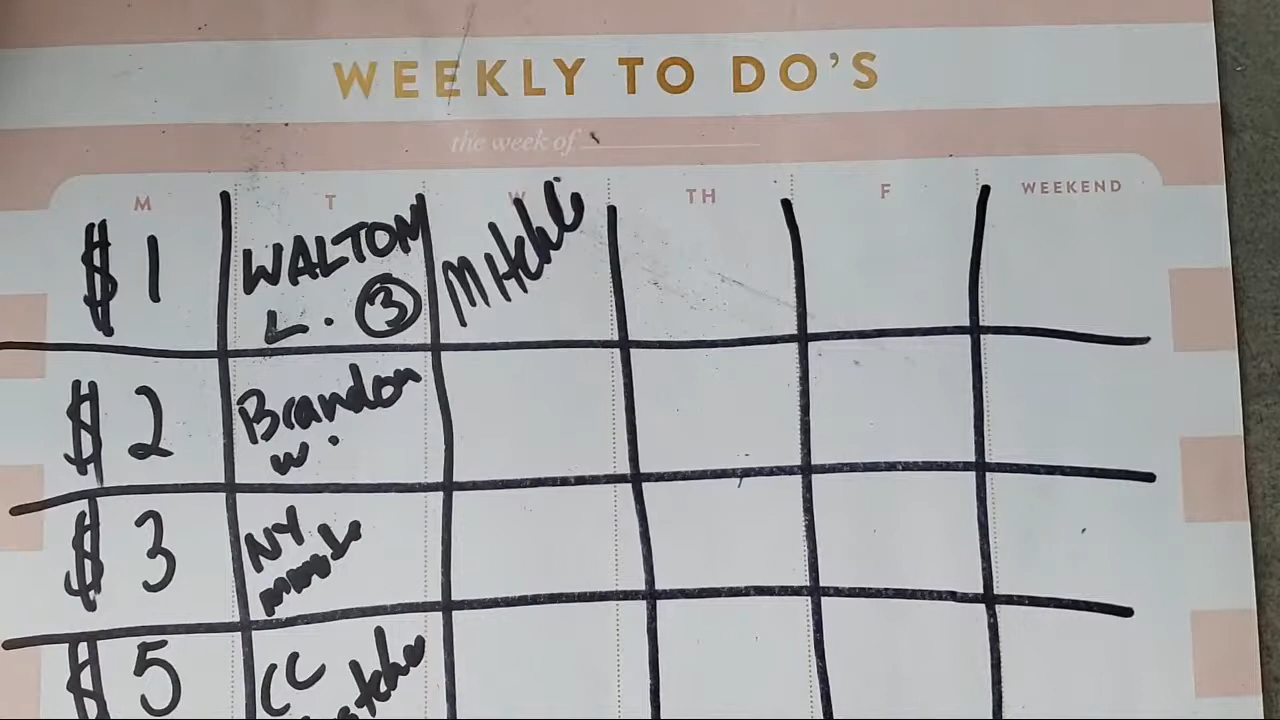 WEEKLY TO DO'S
the week of
M T W TH F WEEKEND
$1 WALTON
L. ③
$2 Brandon
W.
$3 NY
$5 CC